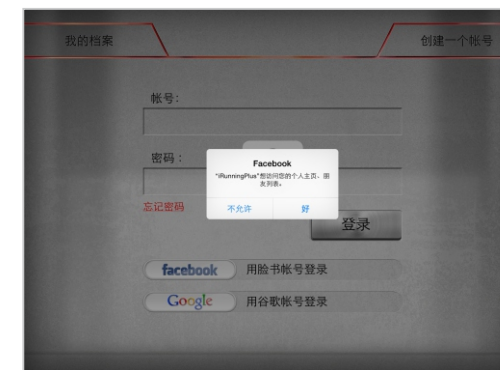 我的档案
创建一个帐号
帐号:
密码:
Facebook
"iRunningPlus"想访问您的个人主页、朋
友列表。
不允许
好
忘记密码
登录
facebook 用脸书帐号登录
Google 用谷歌帐号登录